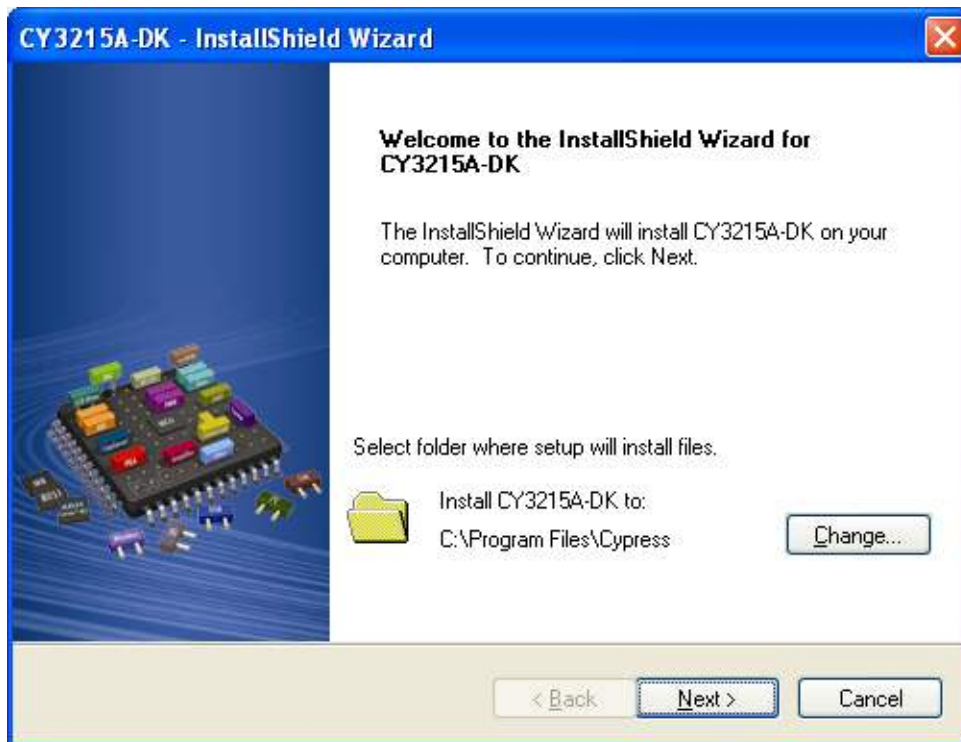 CY3215A-DK - InstallShield Wizard
Welcome to the InstallShield Wizard for
CY3215A-DK
The InstallShield Wizard will install CY3215A-DK on your
computer. To continue, click Next.
Select folder where setup will install files.
Install CY3215A-DK to:
C:\Program Files\Cypress
Change...
< Back
Next >
Cancel